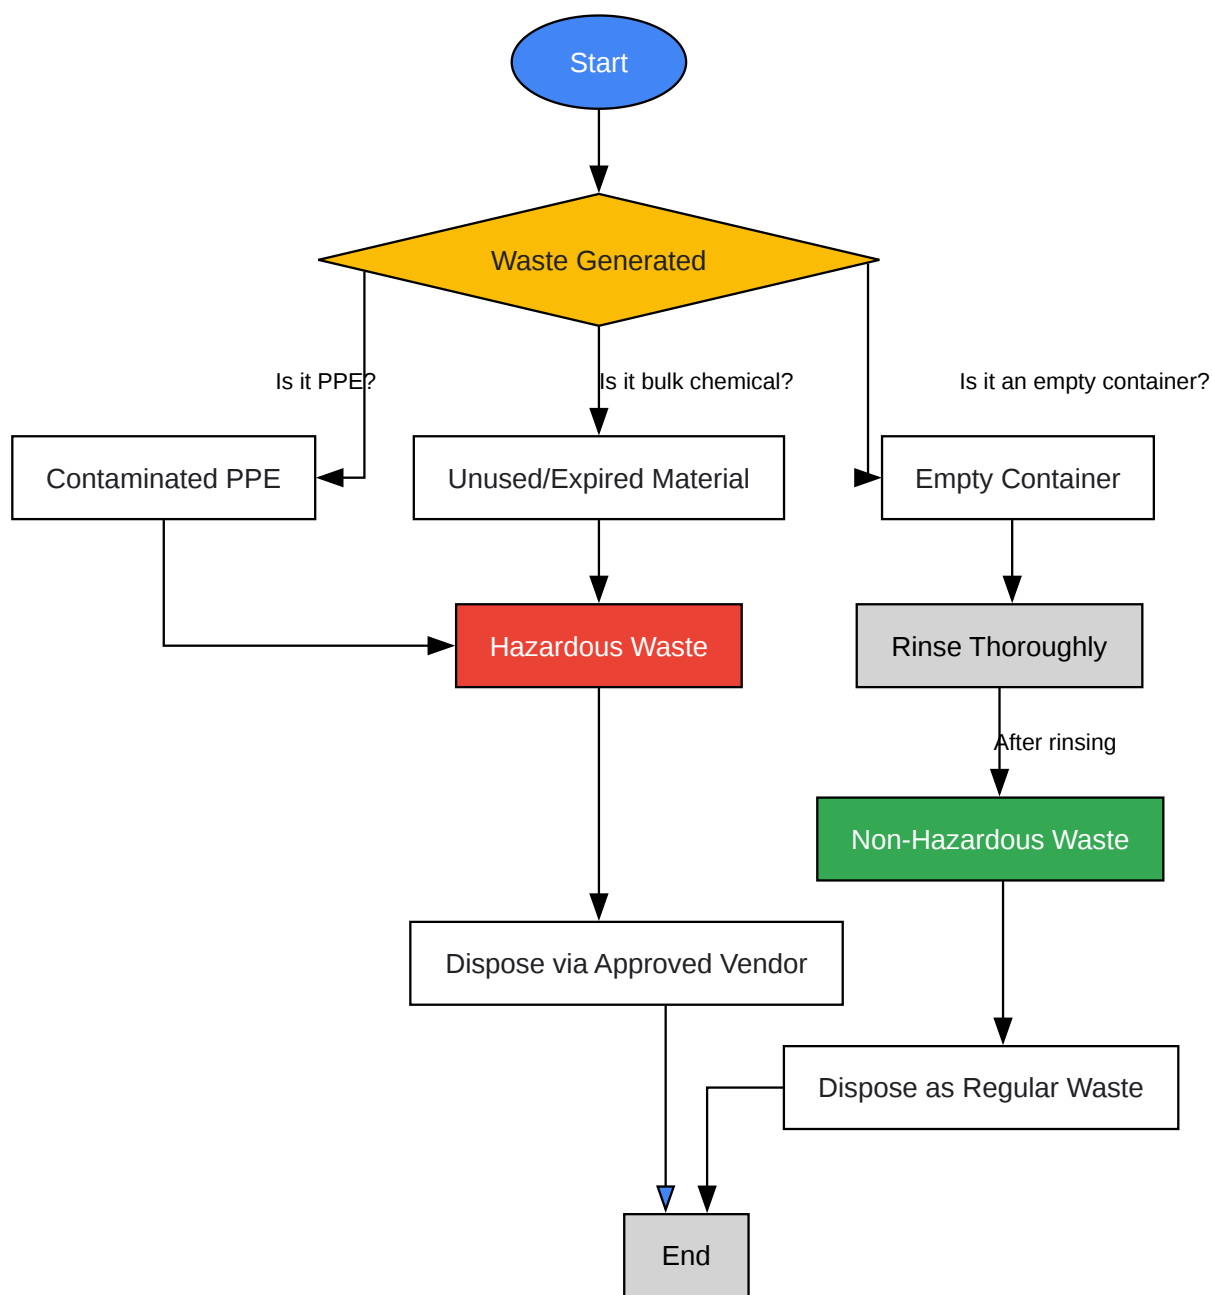 Start
Waste Generated
Is it PPE?
Is it bulk chemical?
Is it an empty container?
Contaminated PPE
Unused/Expired Material
Empty Container
Hazardous Waste
Rinse Thoroughly
After rinsing
Non-Hazardous Waste
Dispose via Approved Vendor
Dispose as Regular Waste
End